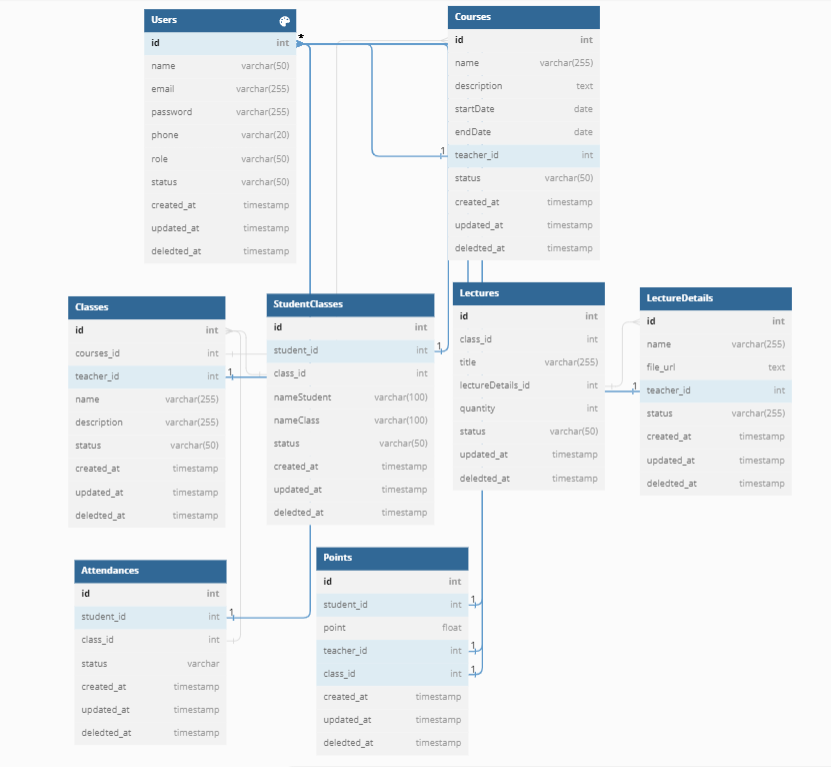 Users
id int
name varchar(50)
email varchar(255)
password varchar(255)
phone varchar(20)
role varchar(50)
status varchar(50)
created_at timestamp
updated_at timestamp
deledted_at timestamp
*
Courses
id int
name varchar(255)
description text
startDate date
endDate date
1 teacher_id int
status varchar(50)
created_at timestamp
updated_at timestamp
deledted_at timestamp
Classes
id int
courses_id int
teacher_id int 1
name varchar(255)
description varchar(255)
status varchar(50)
created_at timestamp
updated_at timestamp
deledted_at timestamp
StudentClasses
id int
student_id int 1
class_id int
nameStudent varchar(100)
nameClass varchar(100)
status varchar(50)
created_at timestamp
updated_at timestamp
deledted_at timestamp
Lectures
id int
class_id int
title varchar(255)
lectureDetails_id int
quantity int
status varchar(50)
updated_at timestamp
deledted_at timestamp
LectureDetails
id int
name varchar(255)
file_url text
1 teacher_id int
status varchar(255)
created_at timestamp
updated_at timestamp
deledted_at timestamp
Attendances
id int
student_id int 1
class_id int
status varchar
created_at timestamp
updated_at timestamp
deledted_at timestamp
Points
id int
student_id int 1
point float
teacher_id int 1
class_id int 1
created_at timestamp
updated_at timestamp
deledted_at timestamp